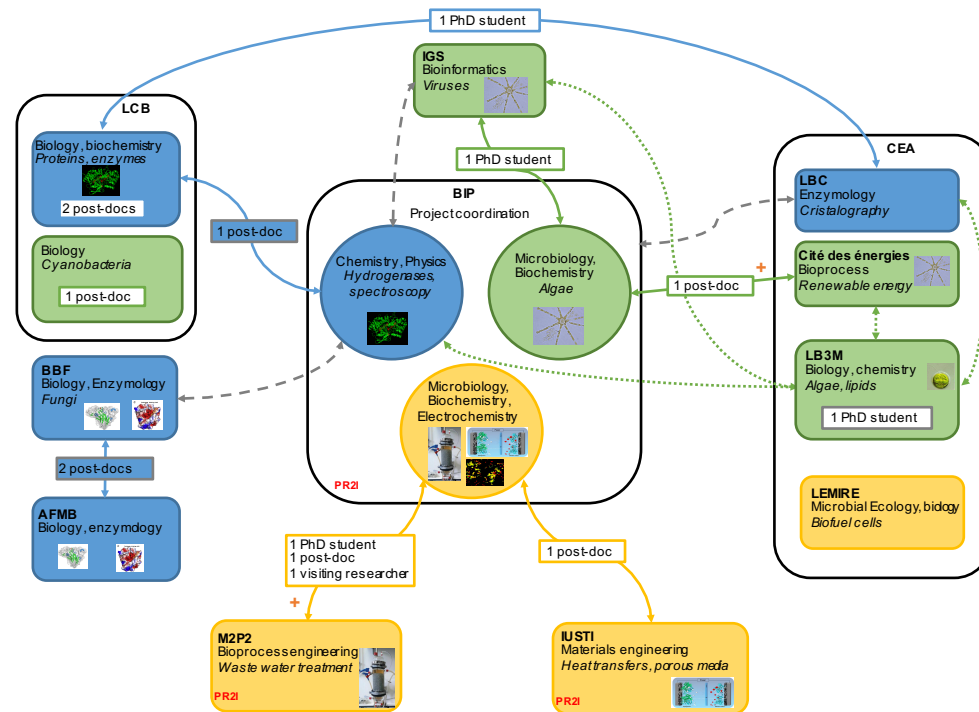 1 PhD student
IGS
Bioinformatics
Viruses
1 PhD student
LCB
Biology, biochemistry
Proteins, enzymes
2 post-docs
Biology
Cyanobacteria
1 post-doc
1 post-doc
BIP
Project coordination
Chemistry, Physics
Hydrogenases,
spectroscopy
Microbiology,
Biochemistry
Algae
Microbiology,
Biochemistry,
Electrochemistry
PR2I
CEA
LBC
Enzymology
Cristalography
+
1 post-doc
Cité des énergies
Bioprocess
Renewable energy
LB3M
Biology, chemistry
Algae, lipids
1 PhD student
LEMIRE
Microbial Ecology, biology
Biofuel cells
BBF
Biology, Enzymology
Fungi
2 post-docs
AFMB
Biology, enzymology
1 PhD student
1 post-doc
1 visiting researcher
+
1 post-doc
M2P2
Bioprocess engineering
Waste water treatment
PR2I
IUSTI
Materials engineering
Heat transfers, porous media
PR2I